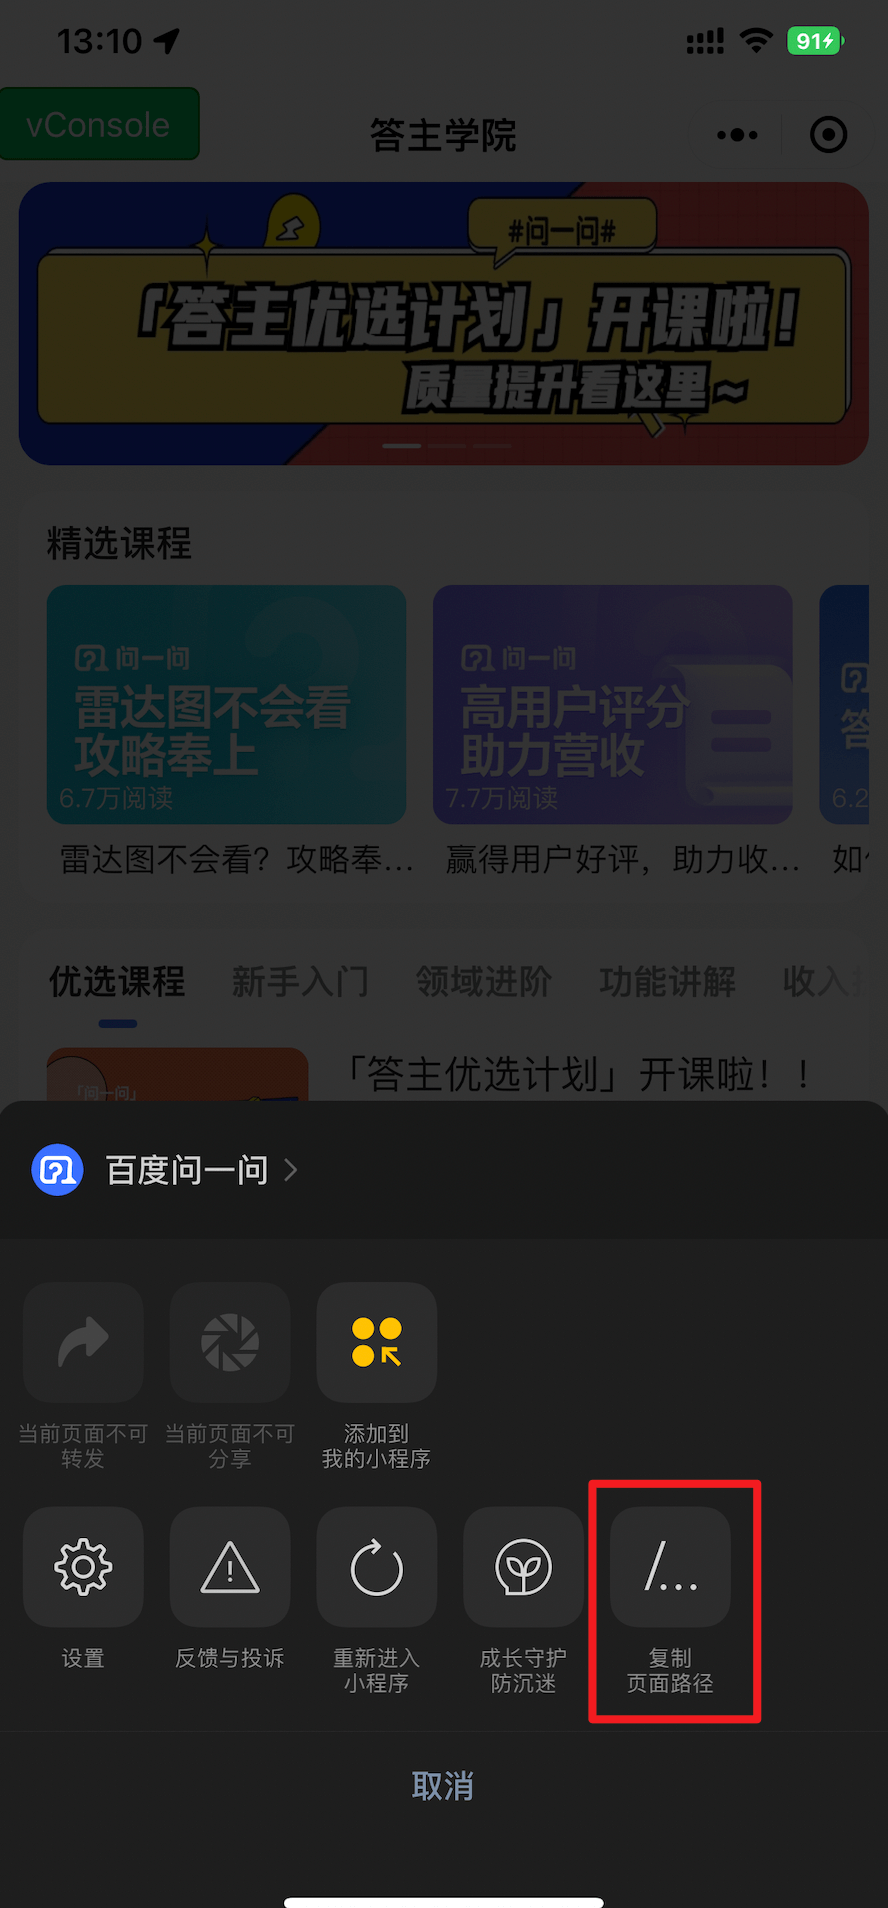 13:10
91
vConsole
答主学院
#问一问#
「答主优选计划」开课啦!
质量提升看这里~
精选课程
问一问
雷达图不会看
攻略奉上
6.7万阅读
问一问
高用户评分
助力营收
7.7万阅读
答
6.2
雷达图不会看? 攻略奉...
赢得用户好评, 助力收...
如
优选课程
新手入门
领域进阶
功能讲解
收入
「问一问」
「答主优选计划」开课啦! !
百度问一问
当前页面不可
转发
当前页面不可
分享
添加到
我的小程序
设置
反馈与投诉
重新进入
小程序
成长守护
防沉迷
/...
复制
页面路径
取消